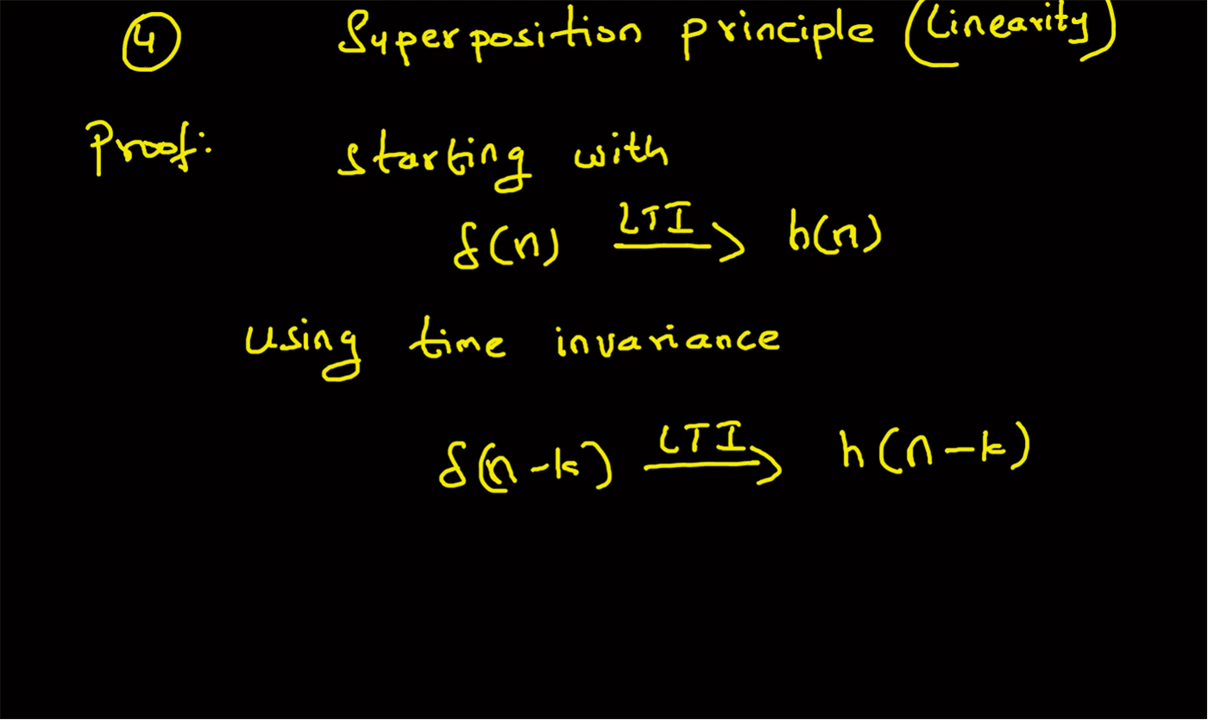 ④ Superposition principle (Linearity)
Proof: starting with
δ(n) LTI→ h(n)
using time invariance
δ(n-k) LTI→ h(n-k)